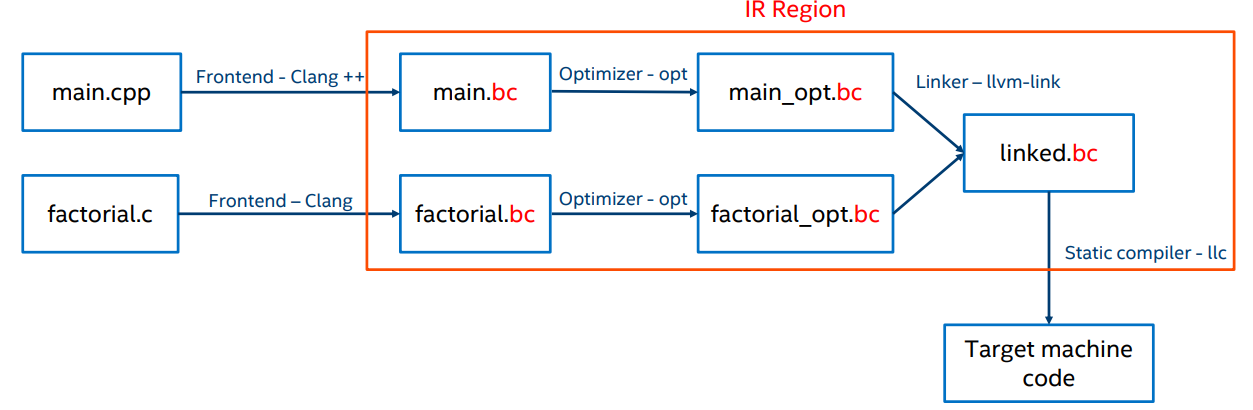 IR Region
main.cpp
Frontend - Clang ++
main.bc
Optimizer - opt
main_opt.bc
Linker – llvm-link
linked.bc
factorial.c
Frontend – Clang
factorial.bc
Optimizer - opt
factorial_opt.bc
Static compiler - llc
Target machine
code